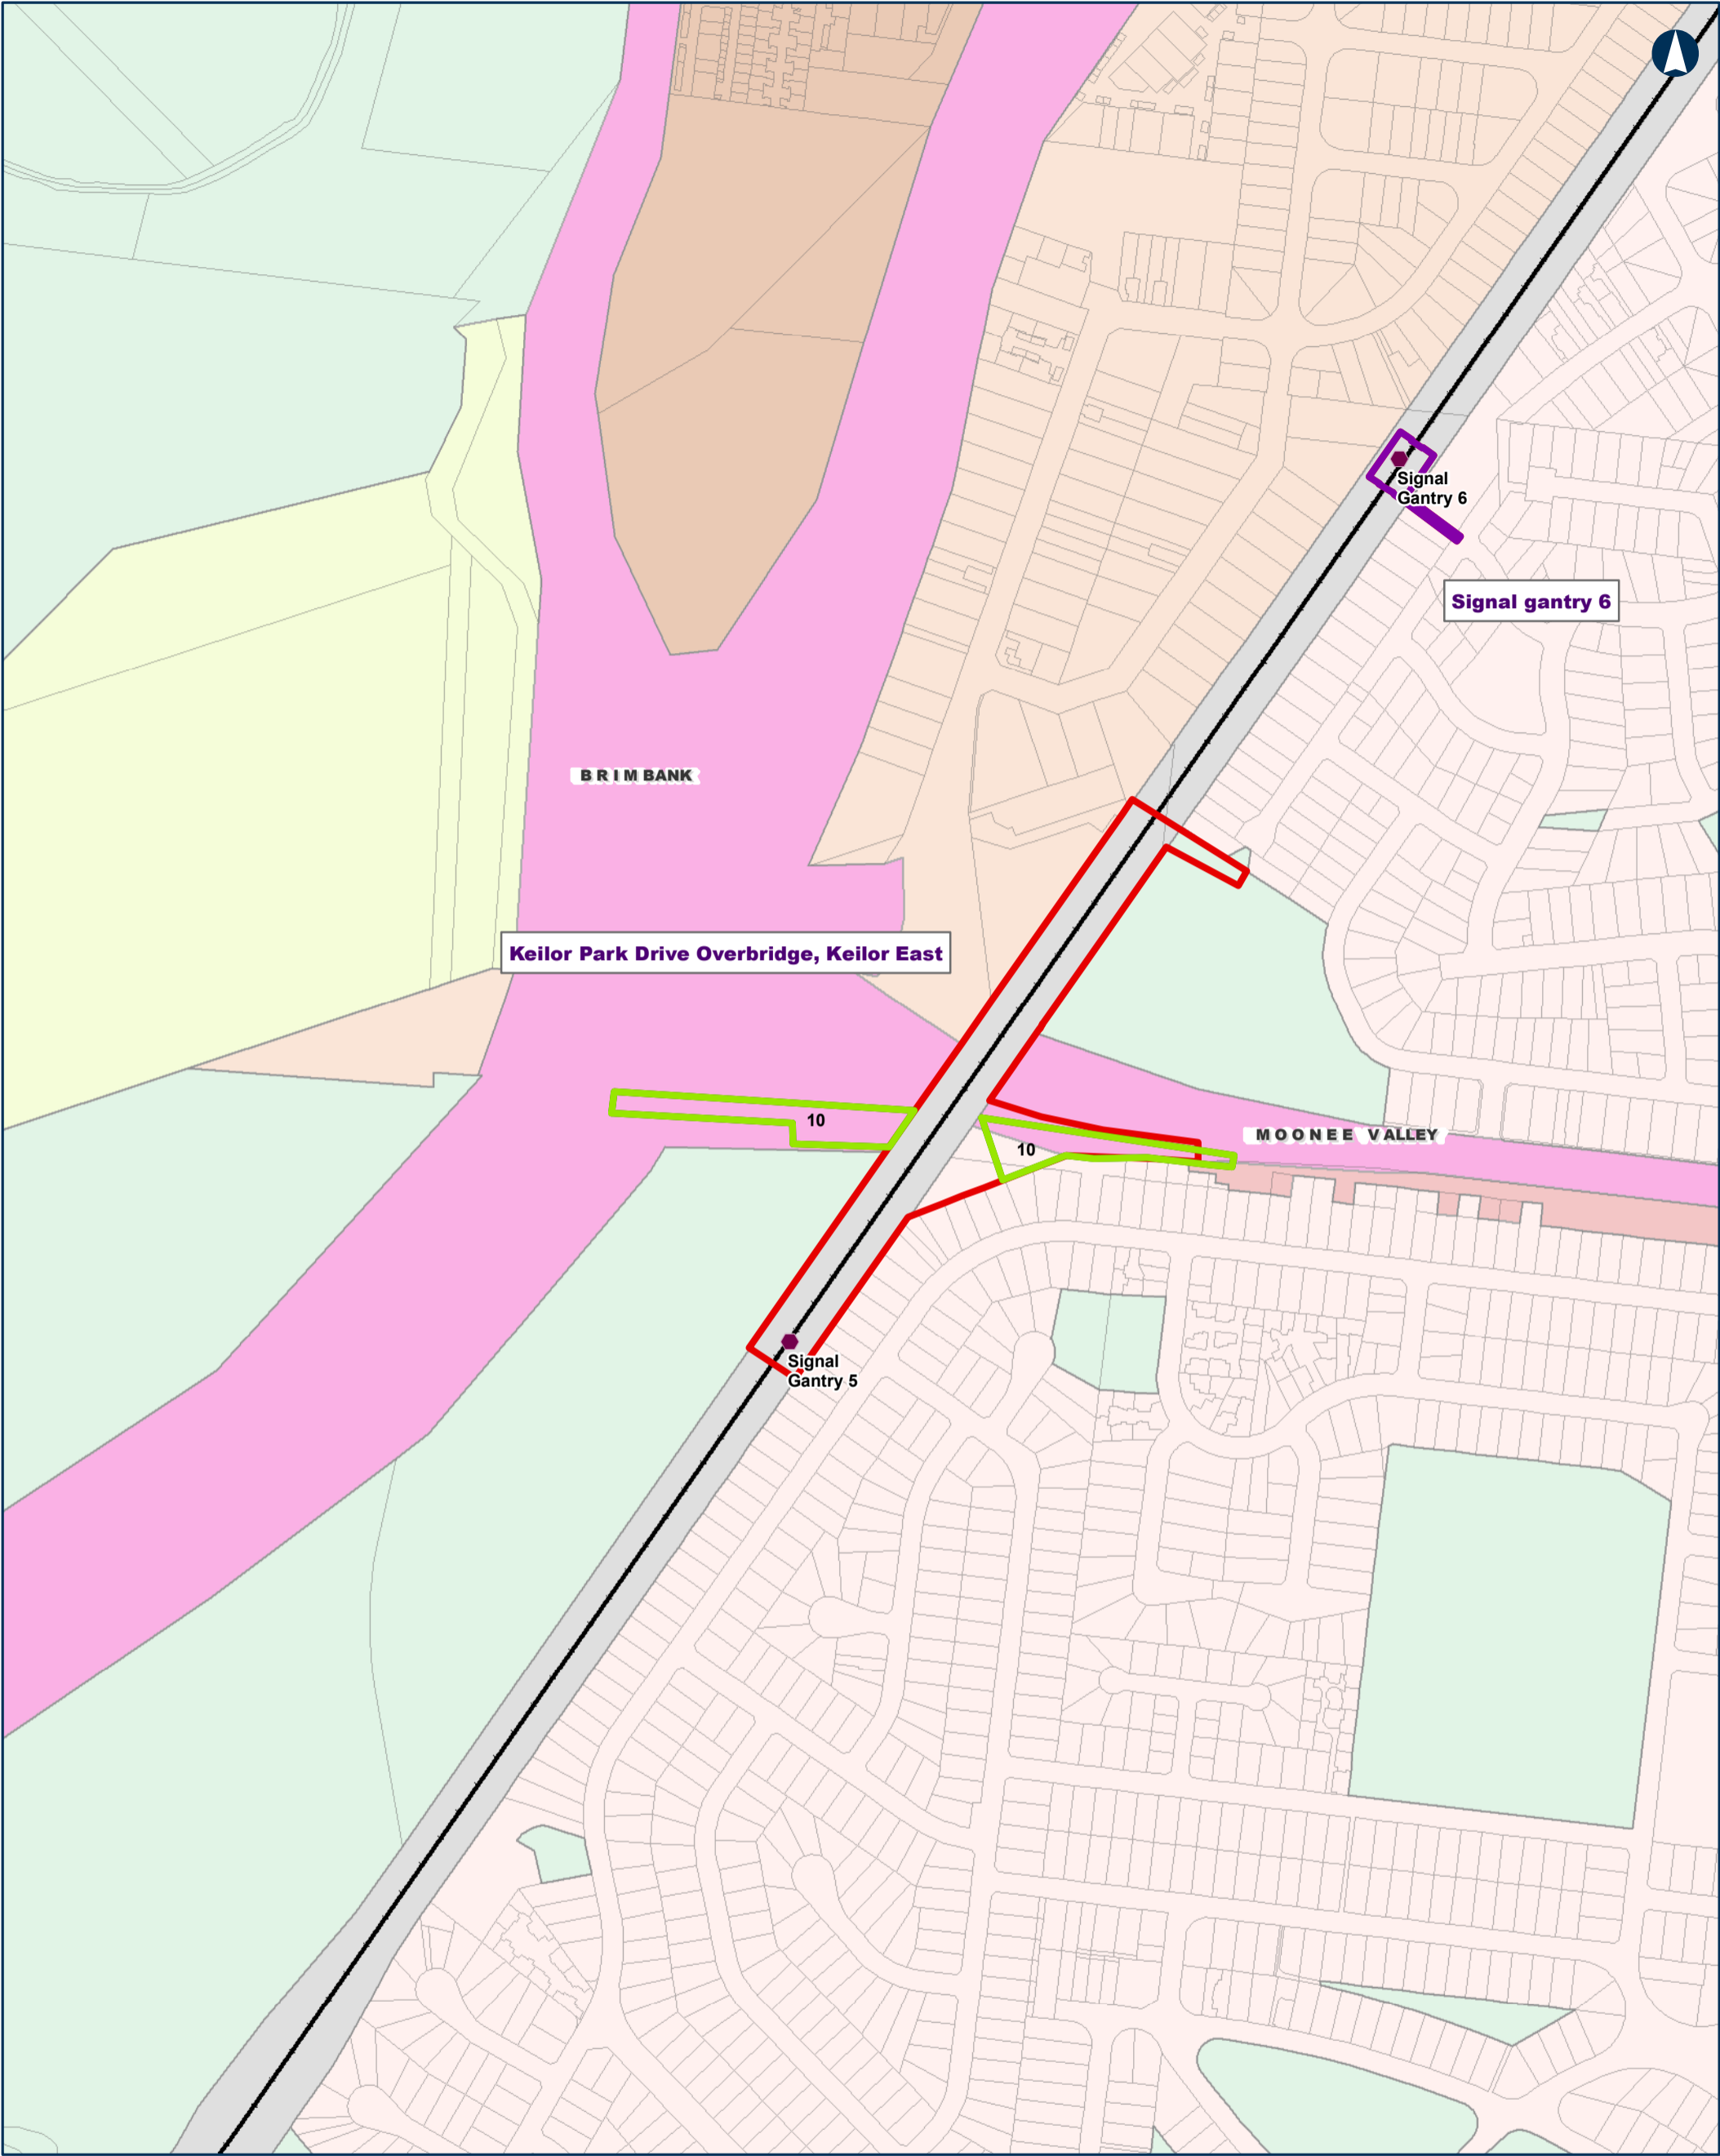 Signal
Gantry 6
Signal gantry 6
BRIMBANK
Keilor Park Drive Overbridge, Keilor East
10
MOONEE VALLEY
10
Signal
Gantry 5